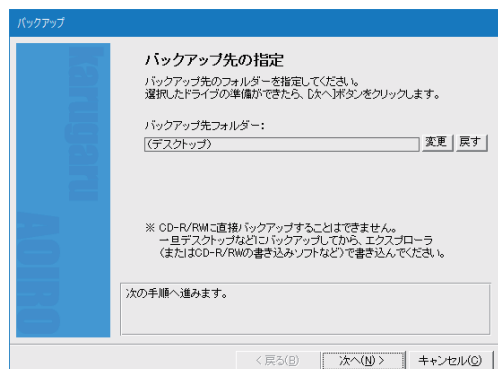 バックアップ
バックアップ先の指定
バックアップ先のフォルダーを指定してください。
選択したドライブの準備ができたら、[次へ]ボタンをクリックします。
バックアップ先フォルダー:
(デスクトップ)
変更 戻す
※ CD-R/RWに直接バックアップすることはできません。
一旦デスクトップなどにバックアップしてから、エクスプローラ
(またはCD-R/RWの書き込みソフトなど)で書き込んでください。
次の手順へ進みます。
< 戻る(B) 次へ(N) > キャンセル(C)
karugaru
AOIRO